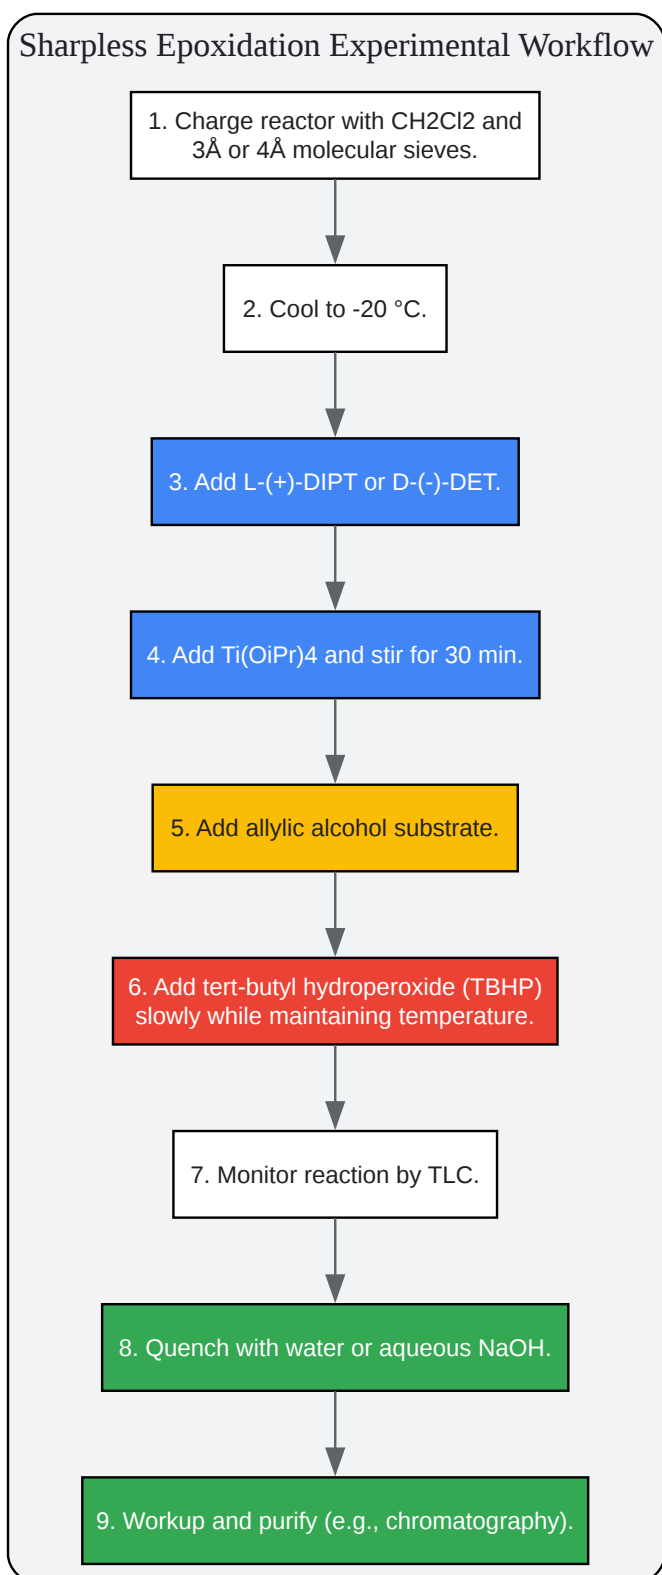 Sharpless Epoxidation Experimental Workflow
1. Charge reactor with CH2Cl2 and
3Å or 4Å molecular sieves.
2. Cool to -20 °C.
3. Add L-(+)-DIPT or D-(-)-DET.
4. Add Ti(OiPr)4 and stir for 30 min.
5. Add allylic alcohol substrate.
6. Add tert-butyl hydroperoxide (TBHP)
slowly while maintaining temperature.
7. Monitor reaction by TLC.
8. Quench with water or aqueous NaOH.
9. Workup and purify (e.g., chromatography).